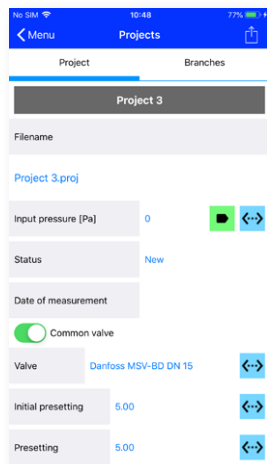 No SIM 10:48 77%
Menu Projects
Project Branches
Project 3
Filename
Project 3.proj
Input pressure [Pa] 0
Status New
Date of measurement
Common valve
Valve Danfoss MSV-BD DN 15
Initial presetting 5.00
Presetting 5.00